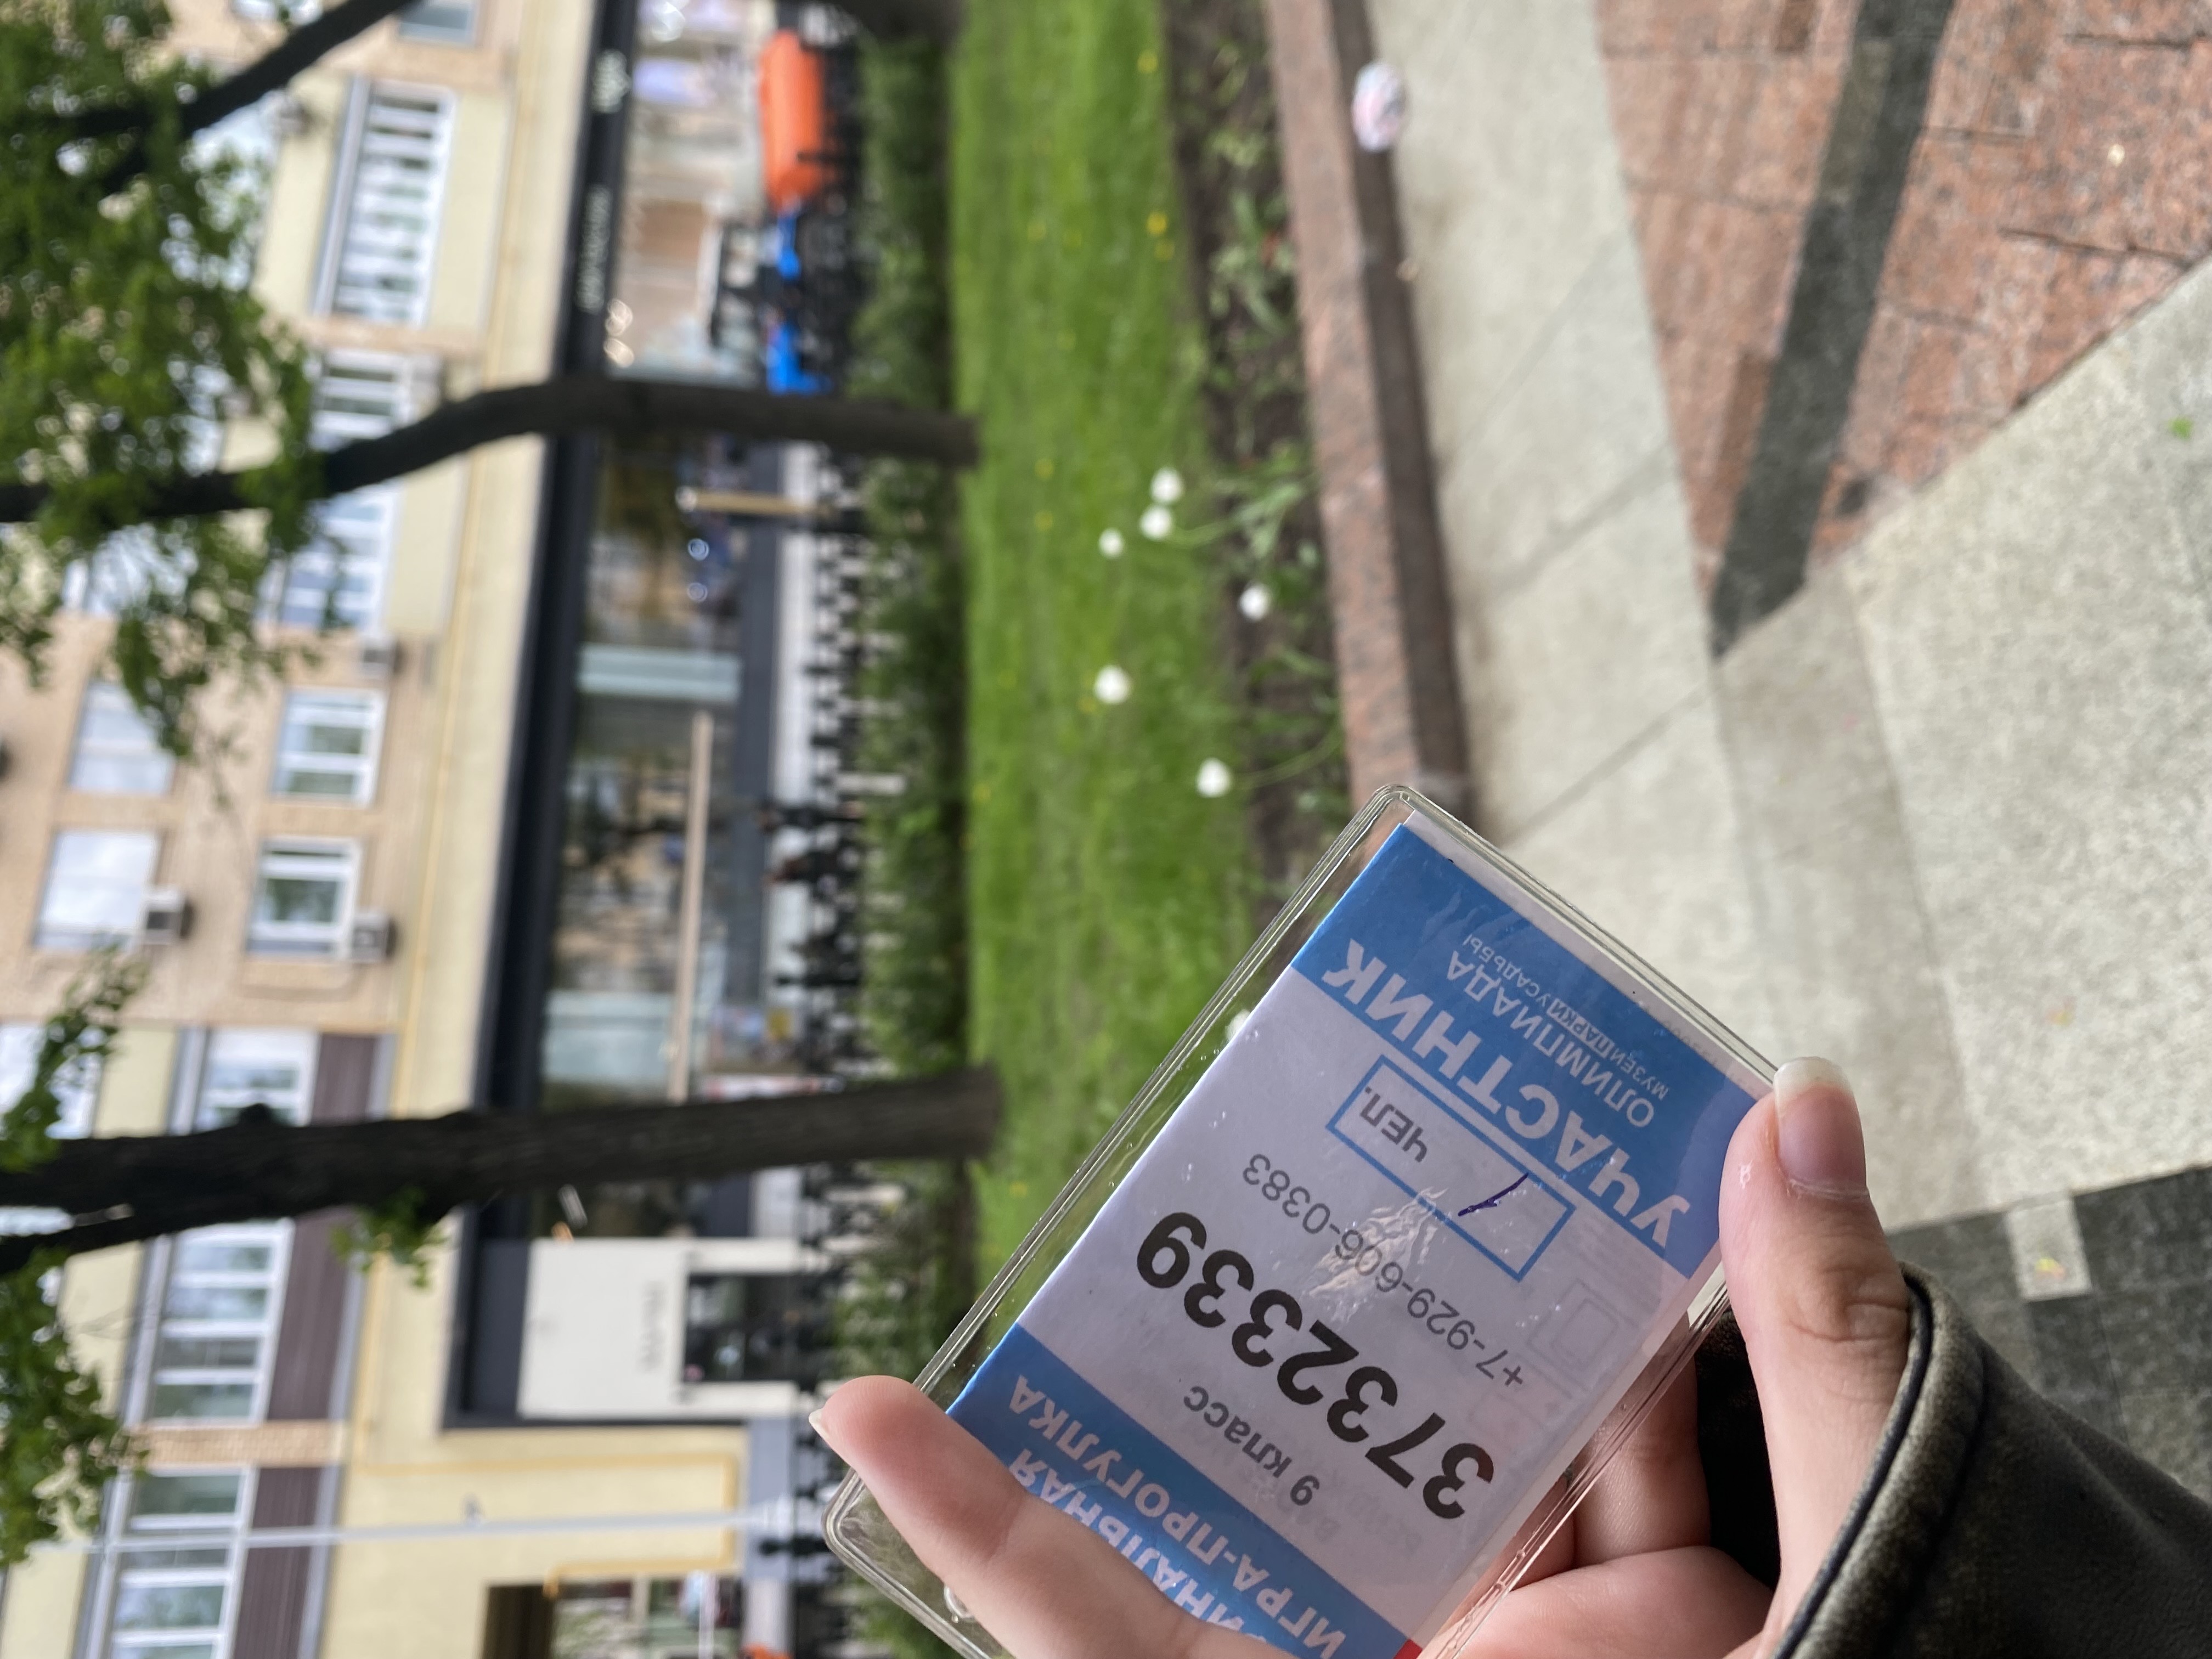 ИГРА-ПРОГУЛКА
9 класс
3732339
+7-929-606-0383
1 ЧЕЛ.
УЧАСТНИК
ОЛИМПИАДА
МУЗЕИ ПАРКИ УСАДЬБЫ